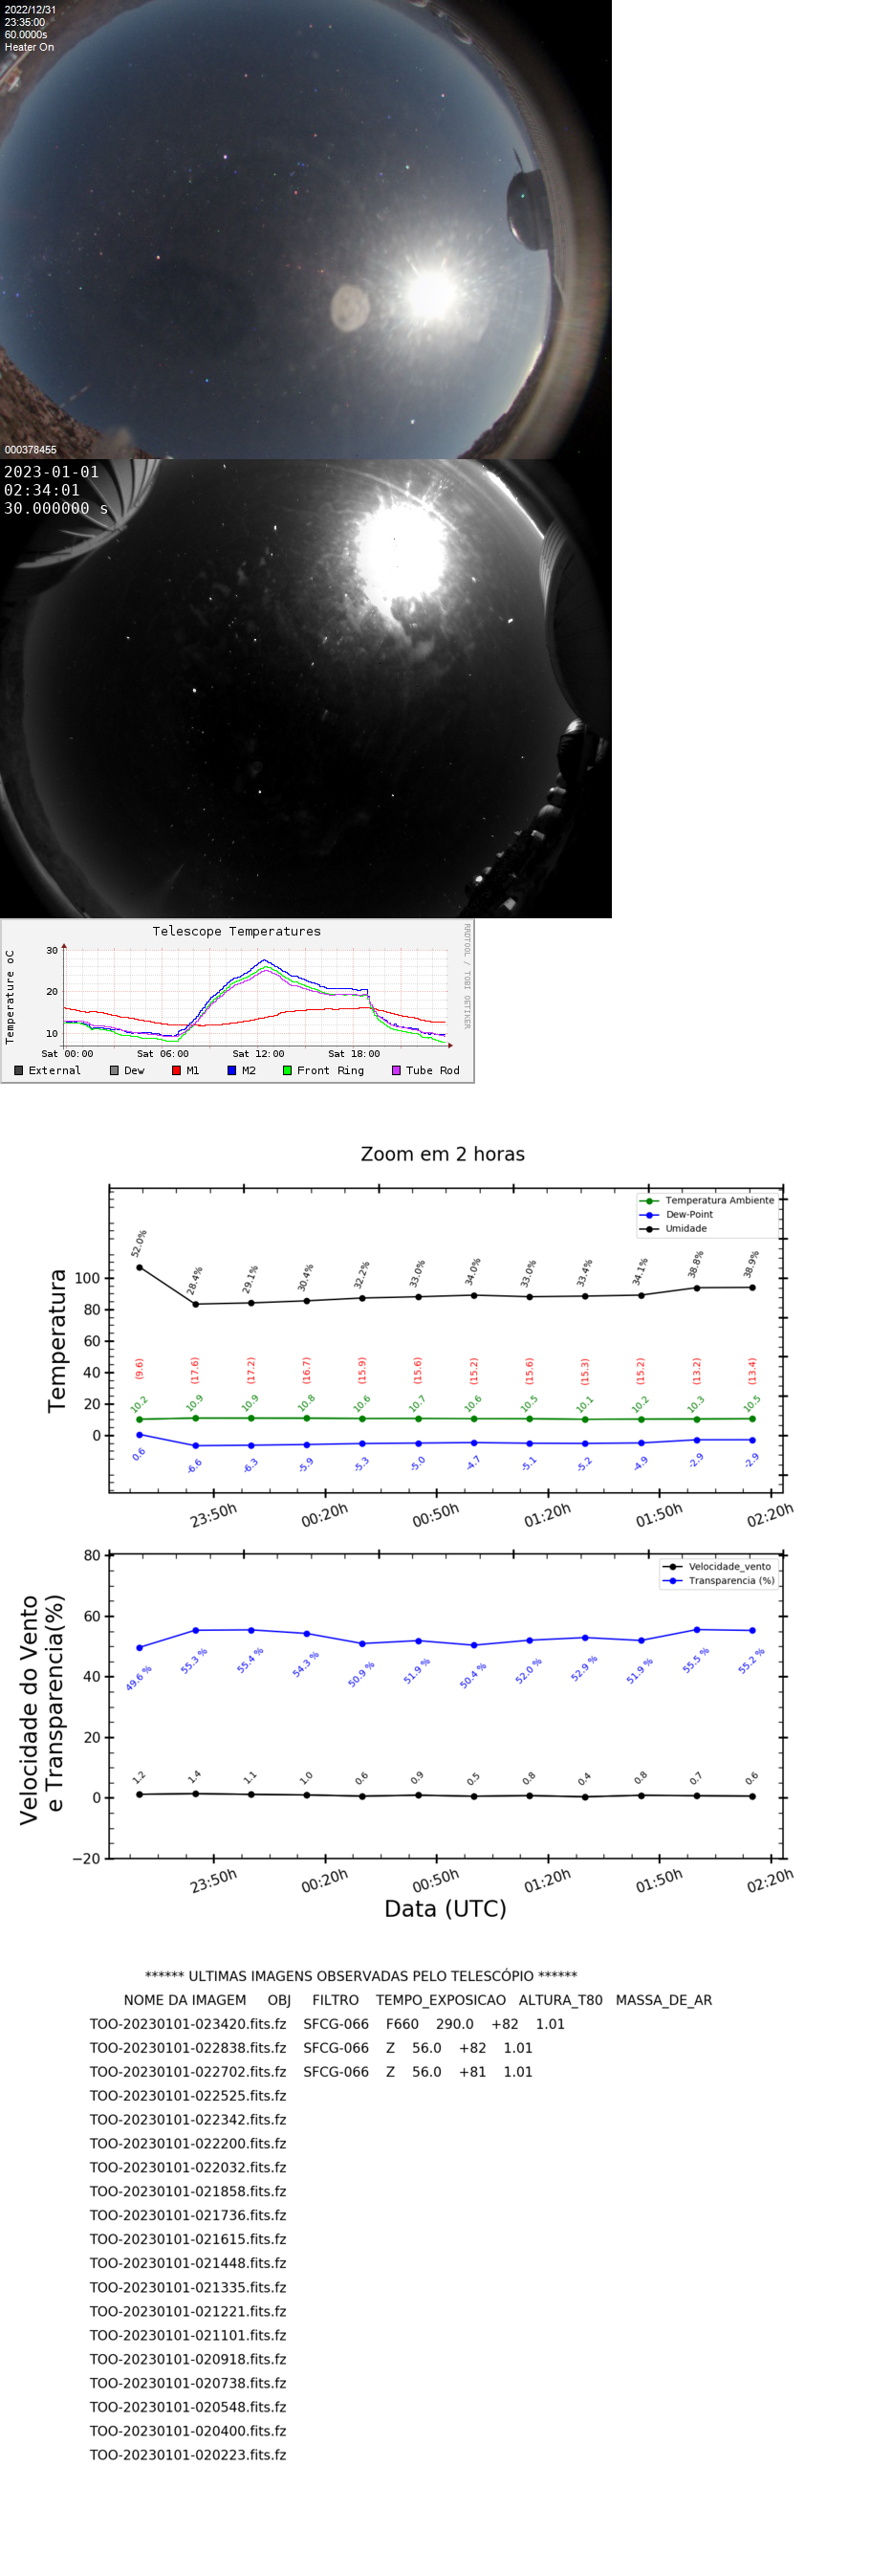 2022/12/31
23:35:00
60.0000s
Heater On
000378455
2023-01-01
02:34:01
30.000000 s
Telescope Temperatures
RRDTOOL / TOBI OETIKER
Temperature oC
30
20
10
Sat 00:00 Sat 06:00 Sat 12:00 Sat 18:00
External Dew M1 M2 Front Ring Tube Rod
Zoom em 2 horas
Temperatura Ambiente
Dew-Point
Umidade
Temperatura
100
80
60
40
20
0
52.0% 28.4% 29.1% 30.4% 32.2% 33.0% 34.0% 33.0% 33.4% 34.1% 38.8% 38.9%
(9.6) (17.6) (17.2) (16.7) (15.9) (15.6) (15.2) (15.6) (15.3) (15.2) (13.2) (13.4)
10.2 10.9 10.9 10.8 10.6 10.7 10.6 10.5 10.1 10.2 10.3 10.5
0.6 -6.6 -6.3 -5.9 -5.3 -5.0 -4.7 -5.1 -5.2 -4.9 -2.9 -2.9
23:50h 00:20h 00:50h 01:20h 01:50h 02:20h
Velocidade_vento
Transparencia (%)
Velocidade do Vento
e Transparencia(%)
80
60
40
20
0
−20
49.6 % 55.3 % 55.4 % 54.3 % 50.9 % 51.9 % 50.4 % 52.0 % 52.9 % 51.9 % 55.5 % 55.2 %
1.2 1.4 1.1 1.0 0.6 0.9 0.5 0.8 0.4 0.8 0.7 0.6
23:50h 00:20h 00:50h 01:20h 01:50h 02:20h
Data (UTC)
****** ULTIMAS IMAGENS OBSERVADAS PELO TELESCÓPIO ******
NOME DA IMAGEM OBJ FILTRO TEMPO_EXPOSICAO ALTURA_T80 MASSA_DE_AR
TOO-20230101-023420.fits.fz SFCG-066 F660 290.0 +82 1.01
TOO-20230101-022838.fits.fz SFCG-066 Z 56.0 +82 1.01
TOO-20230101-022702.fits.fz SFCG-066 Z 56.0 +81 1.01
TOO-20230101-022525.fits.fz
TOO-20230101-022342.fits.fz
TOO-20230101-022200.fits.fz
TOO-20230101-022032.fits.fz
TOO-20230101-021858.fits.fz
TOO-20230101-021736.fits.fz
TOO-20230101-021615.fits.fz
TOO-20230101-021448.fits.fz
TOO-20230101-021335.fits.fz
TOO-20230101-021221.fits.fz
TOO-20230101-021101.fits.fz
TOO-20230101-020918.fits.fz
TOO-20230101-020738.fits.fz
TOO-20230101-020548.fits.fz
TOO-20230101-020400.fits.fz
TOO-20230101-020223.fits.fz